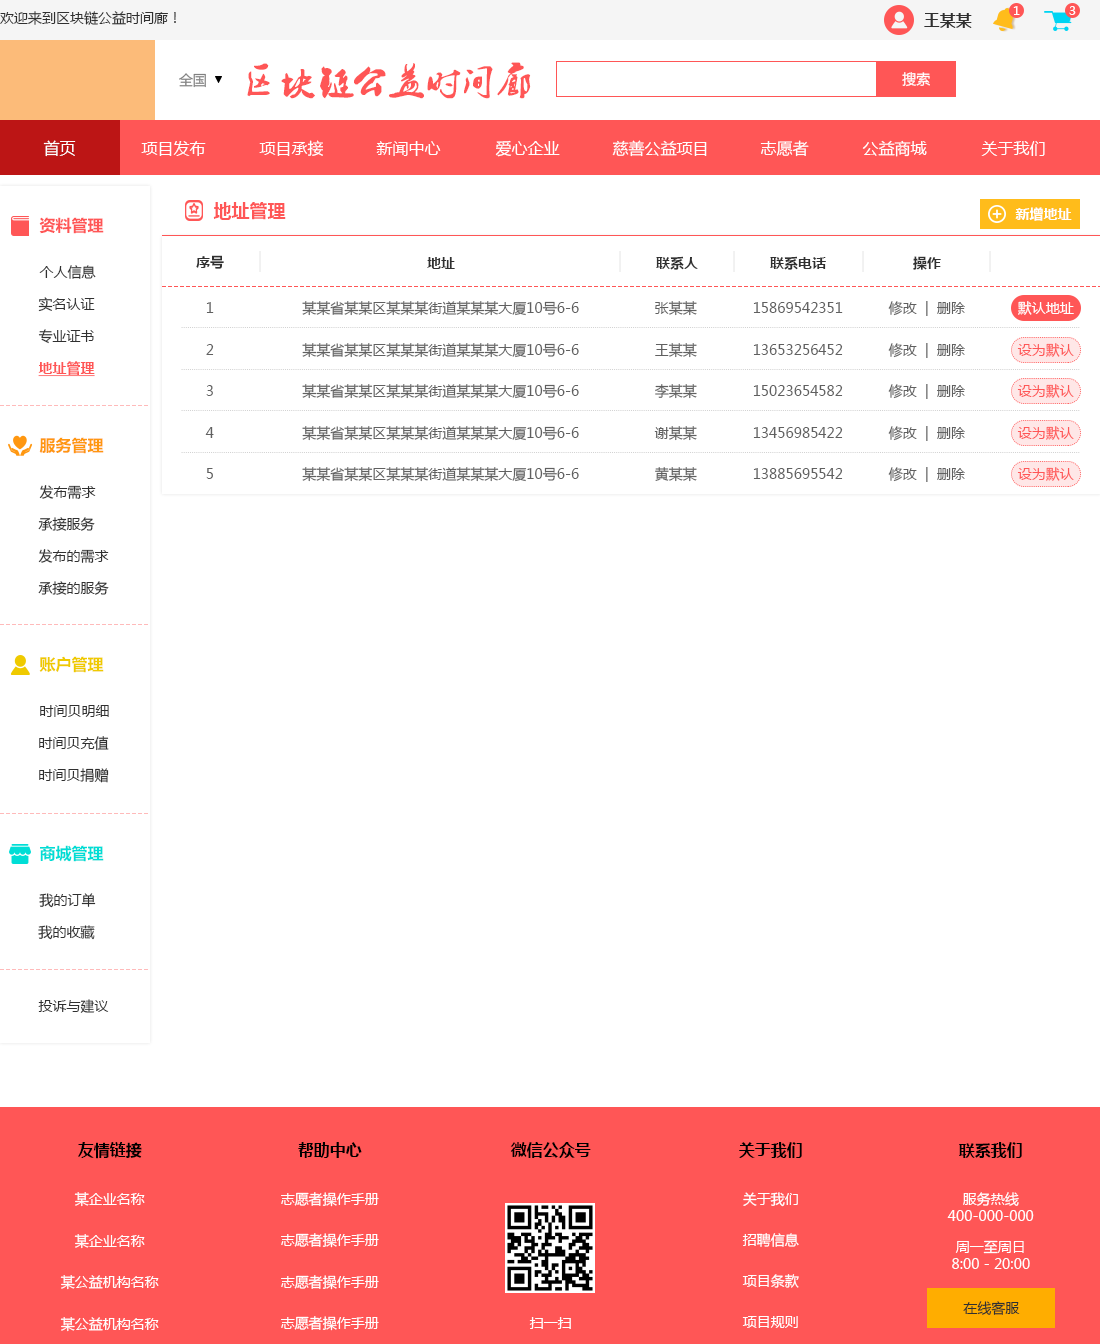 欢迎来到区块链公益时间廊！
王某某
1
3
全国 ▼
区块链公益时间廊
搜索
首页 项目发布 项目承接 新闻中心 爱心企业 慈善公益项目 志愿者 公益商城 关于我们
资料管理
个人信息
实名认证
专业证书
地址管理
服务管理
发布需求
承接服务
发布的需求
承接的服务
账户管理
时间贝明细
时间贝充值
时间贝捐赠
商城管理
我的订单
我的收藏
投诉与建议
地址管理
新增地址
序号 地址 联系人 联系电话 操作
1 某某省某某区某某某街道某某某大厦10号6-6 张某某 15869542351 修改 | 删除 默认地址
2 某某省某某区某某某街道某某某大厦10号6-6 王某某 13653256452 修改 | 删除 设为默认
3 某某省某某区某某某街道某某某大厦10号6-6 李某某 15023654582 修改 | 删除 设为默认
4 某某省某某区某某某街道某某某大厦10号6-6 谢某某 13456985422 修改 | 删除 设为默认
5 某某省某某区某某某街道某某某大厦10号6-6 黄某某 13885695542 修改 | 删除 设为默认
友情链接
某企业名称
某企业名称
某公益机构名称
某公益机构名称
帮助中心
志愿者操作手册
志愿者操作手册
志愿者操作手册
志愿者操作手册
微信公众号
扫一扫
关于我们
关于我们
招聘信息
项目条款
项目规则
联系我们
服务热线
400-000-000
周一至周日
8:00 - 20:00
在线客服